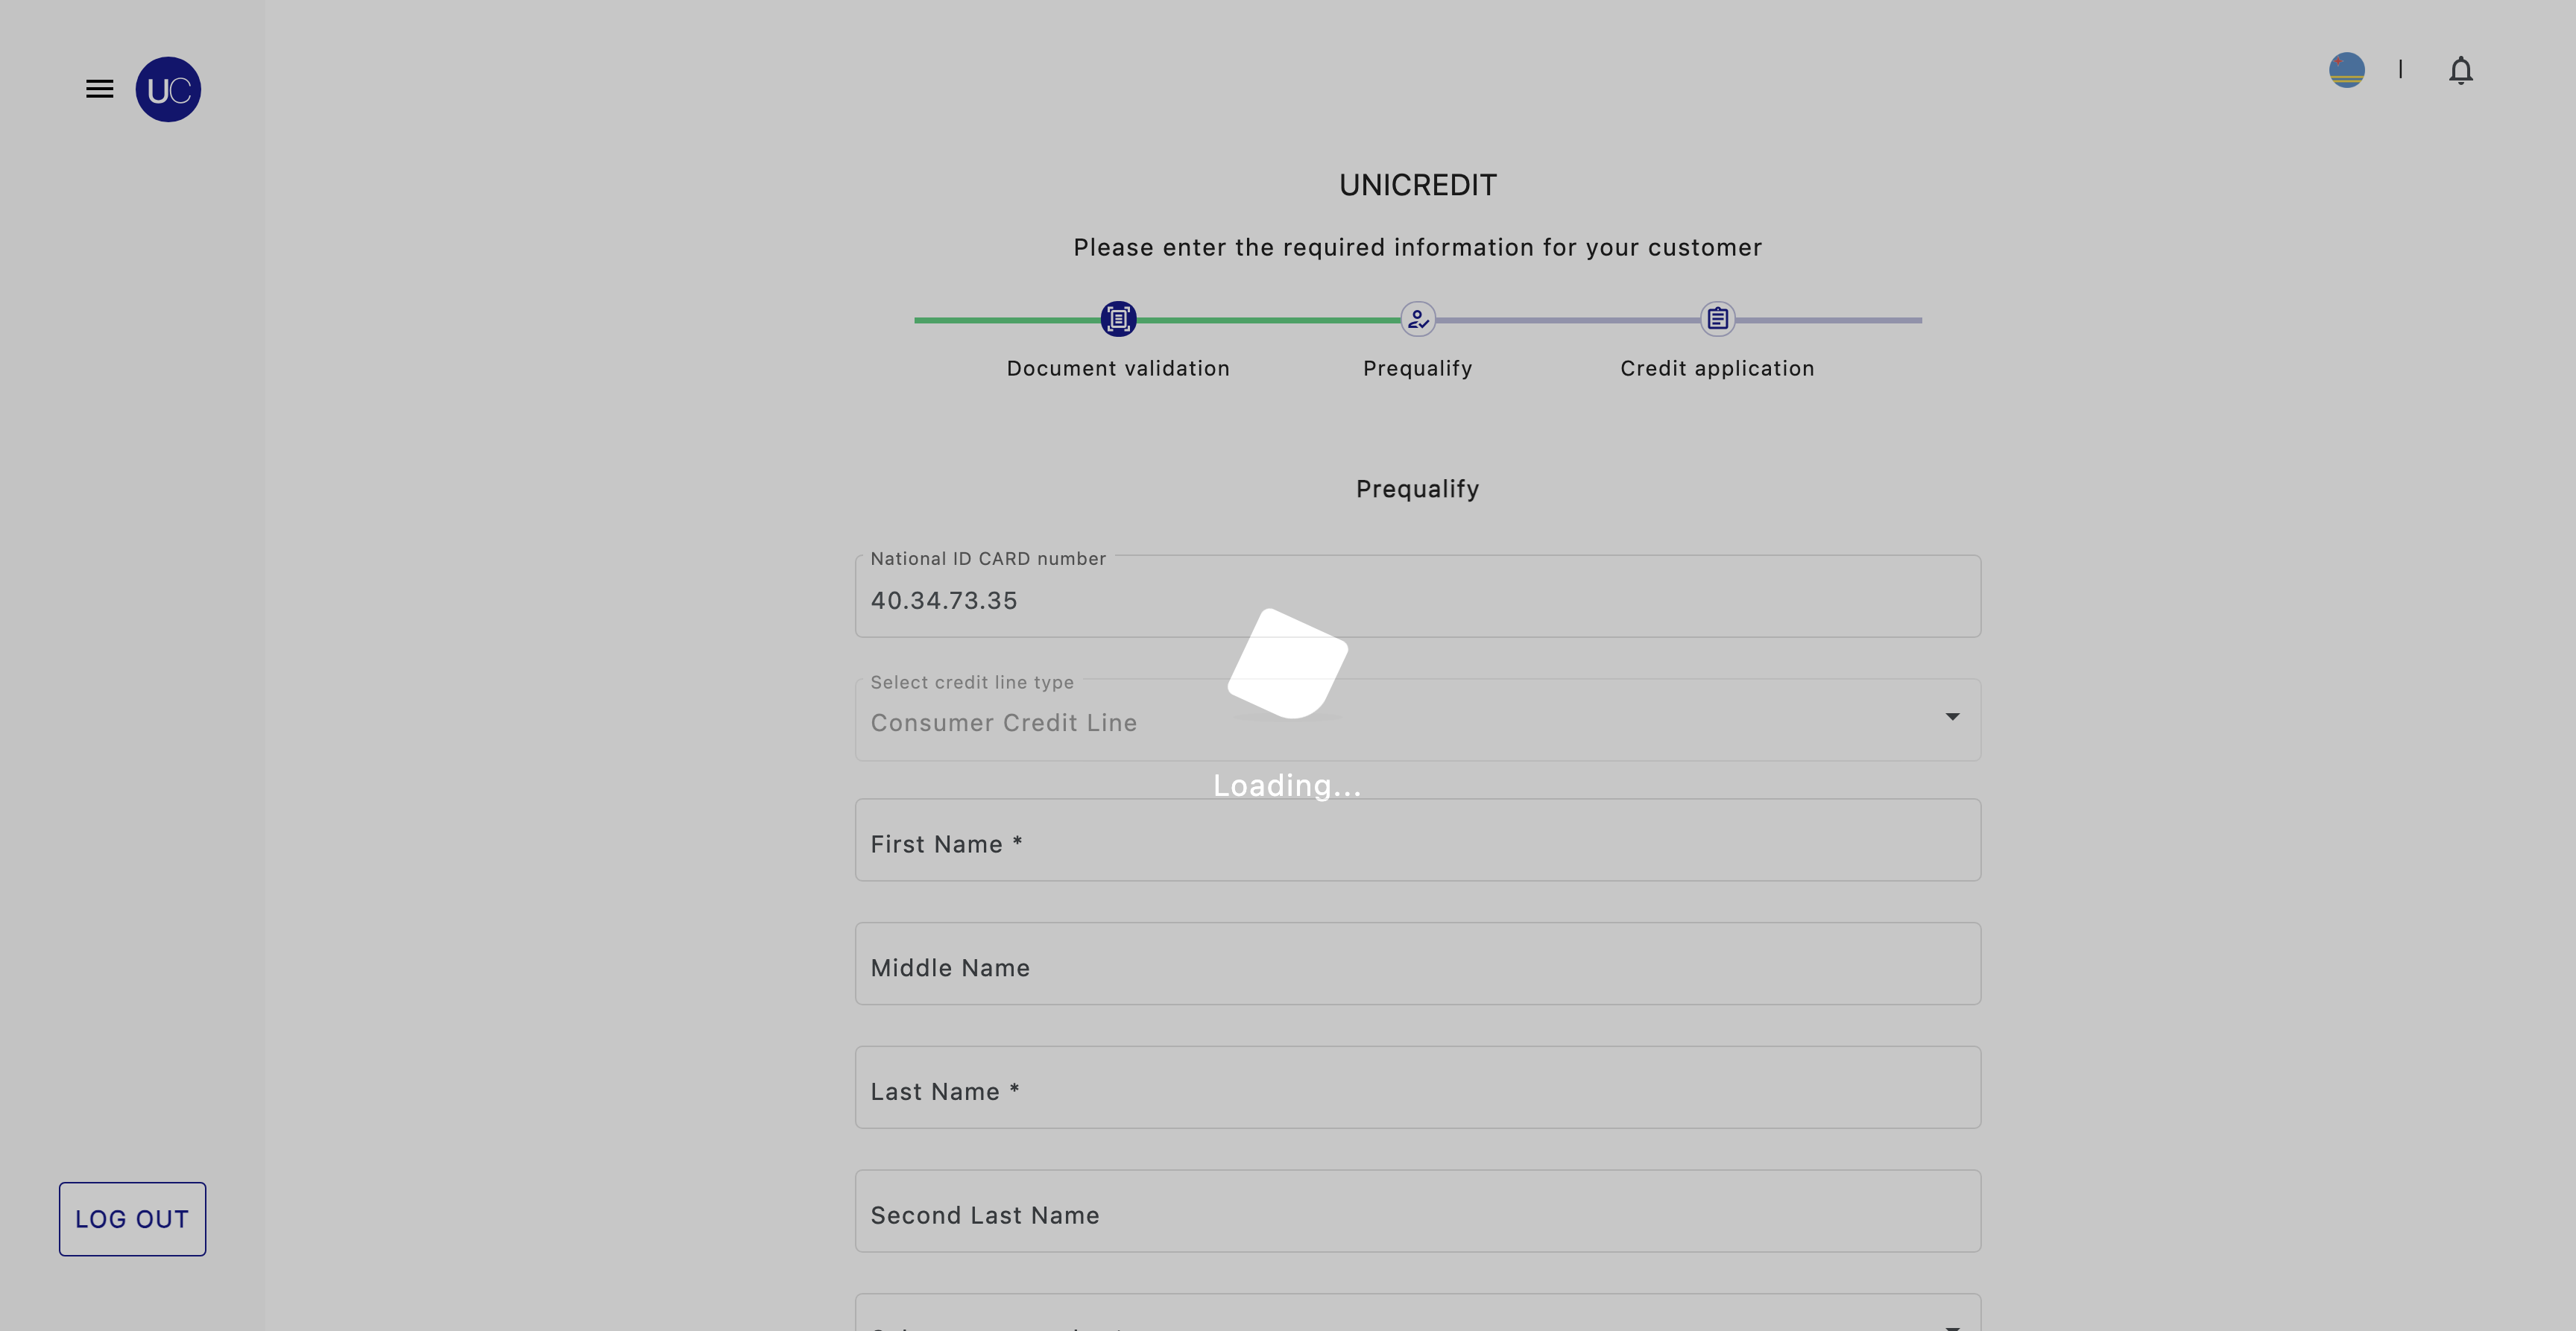 UC
UNICREDIT
Please enter the required information for your customer
Document validation
Prequalify
Credit application
Prequalify
National ID CARD number
40.34.73.35
Select credit line type
Consumer Credit Line
Loading...
First Name *
Middle Name
Last Name *
Second Last Name
LOG OUT